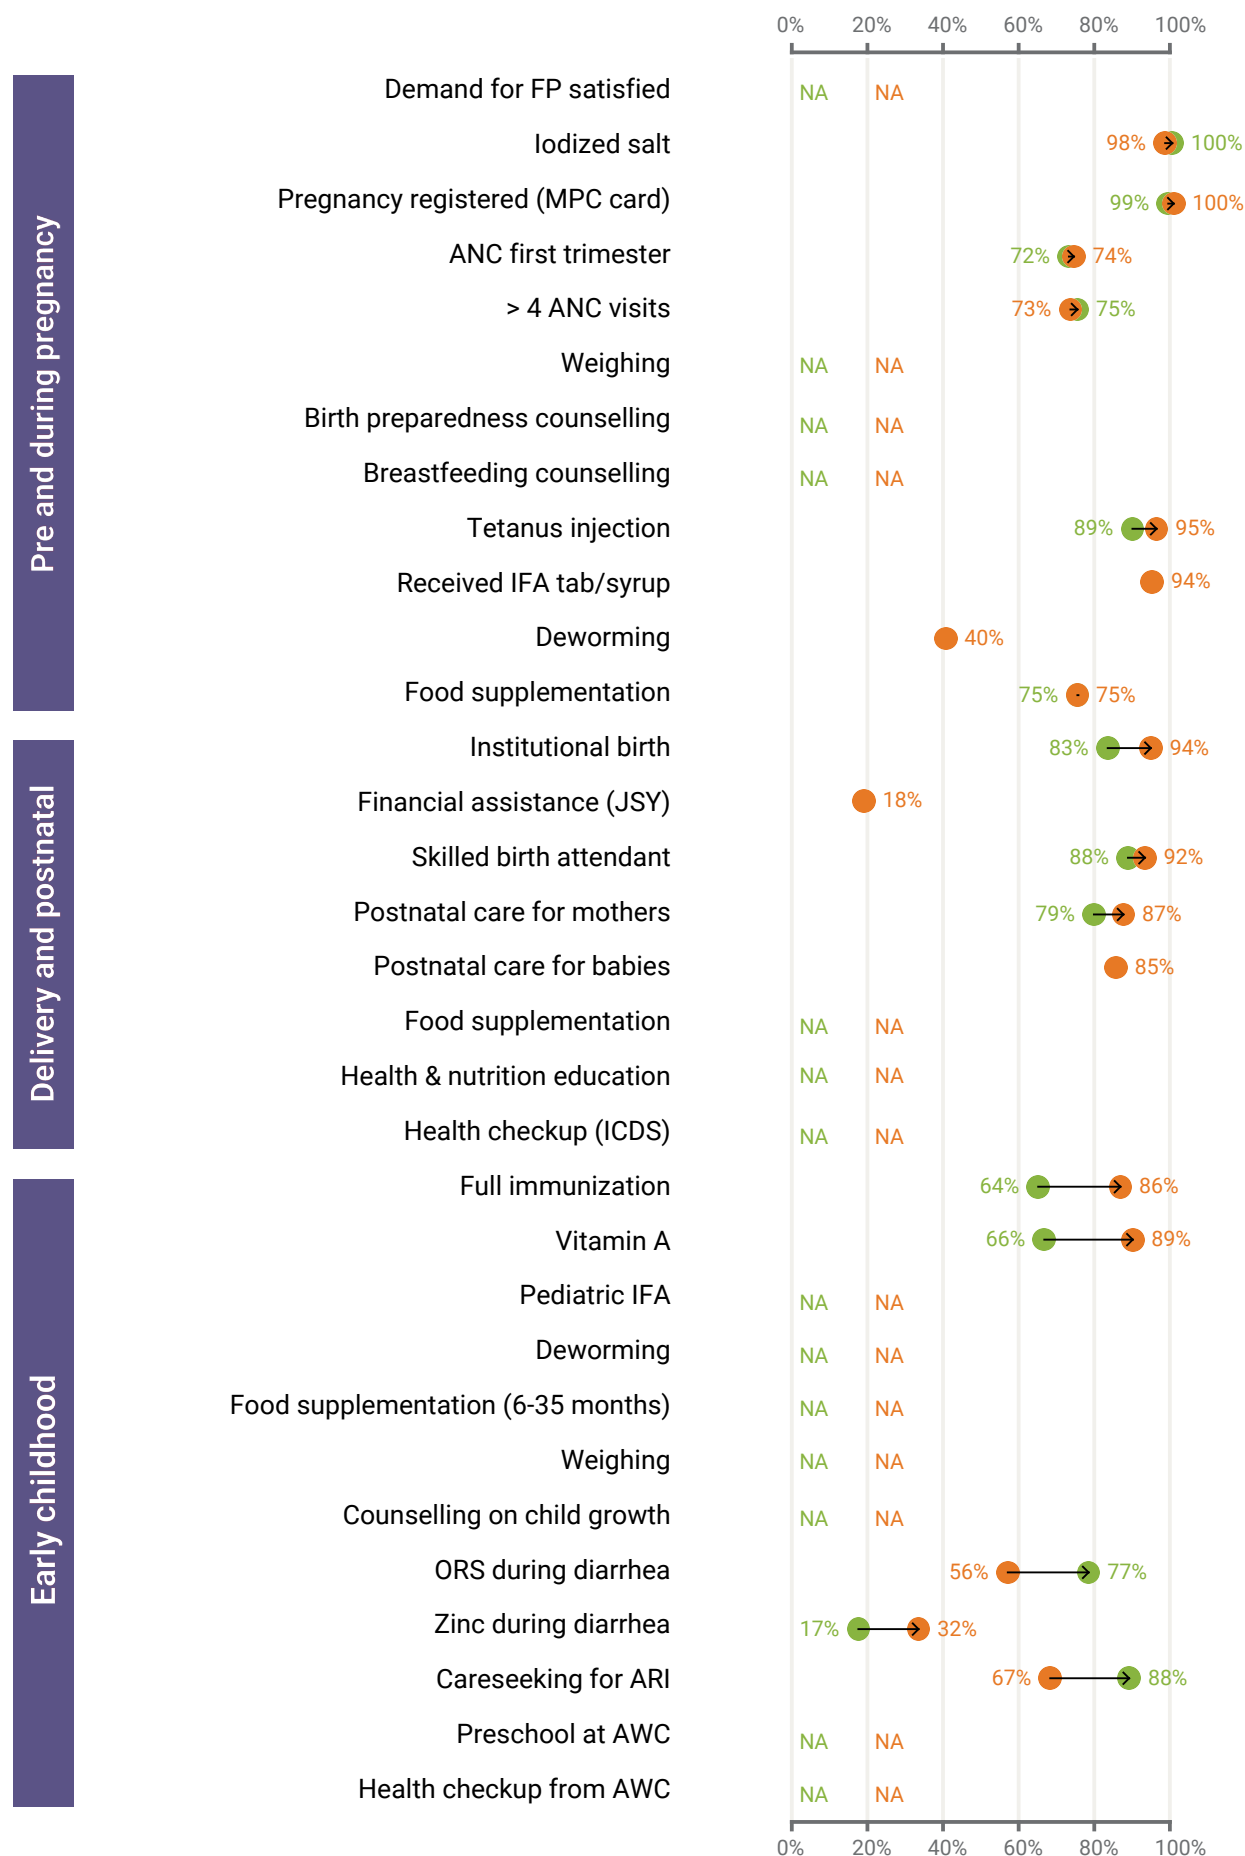 0% 20% 40% 60% 80% 100%
Pre and during pregnancy
Demand for FP satisfied NA NA
Iodized salt 98% 100%
Pregnancy registered (MPC card) 99% 100%
ANC first trimester 72% 74%
> 4 ANC visits 73% 75%
Weighing NA NA
Birth preparedness counselling NA NA
Breastfeeding counselling NA NA
Tetanus injection 89% 95%
Received IFA tab/syrup 94%
Deworming 40%
Food supplementation 75% 75%
Delivery and postnatal
Institutional birth 83% 94%
Financial assistance (JSY) 18%
Skilled birth attendant 88% 92%
Postnatal care for mothers 79% 87%
Postnatal care for babies 85%
Food supplementation NA NA
Health & nutrition education NA NA
Health checkup (ICDS) NA NA
Early childhood
Full immunization 64% 86%
Vitamin A 66% 89%
Pediatric IFA NA NA
Deworming NA NA
Food supplementation (6-35 months) NA NA
Weighing NA NA
Counselling on child growth NA NA
ORS during diarrhea 56% 77%
Zinc during diarrhea 17% 32%
Careseeking for ARI 67% 88%
Preschool at AWC NA NA
Health checkup from AWC NA NA
0% 20% 40% 60% 80% 100%